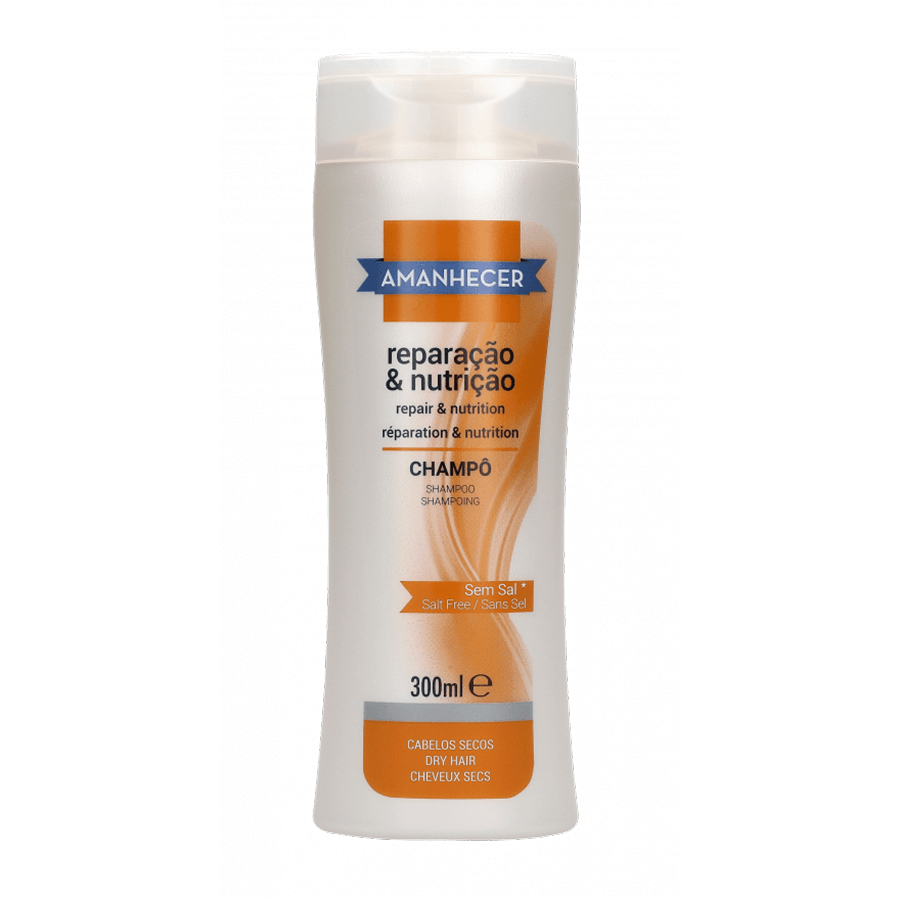 AMANHECER
reparação
& nutrição
repair & nutrition
réparation & nutrition
CHAMPÔ
SHAMPOO
SHAMPOING
Sem Sal *
Salt Free / Sans Sel
300ml ℮
CABELOS SECOS
DRY HAIR
CHEVEUX SECS